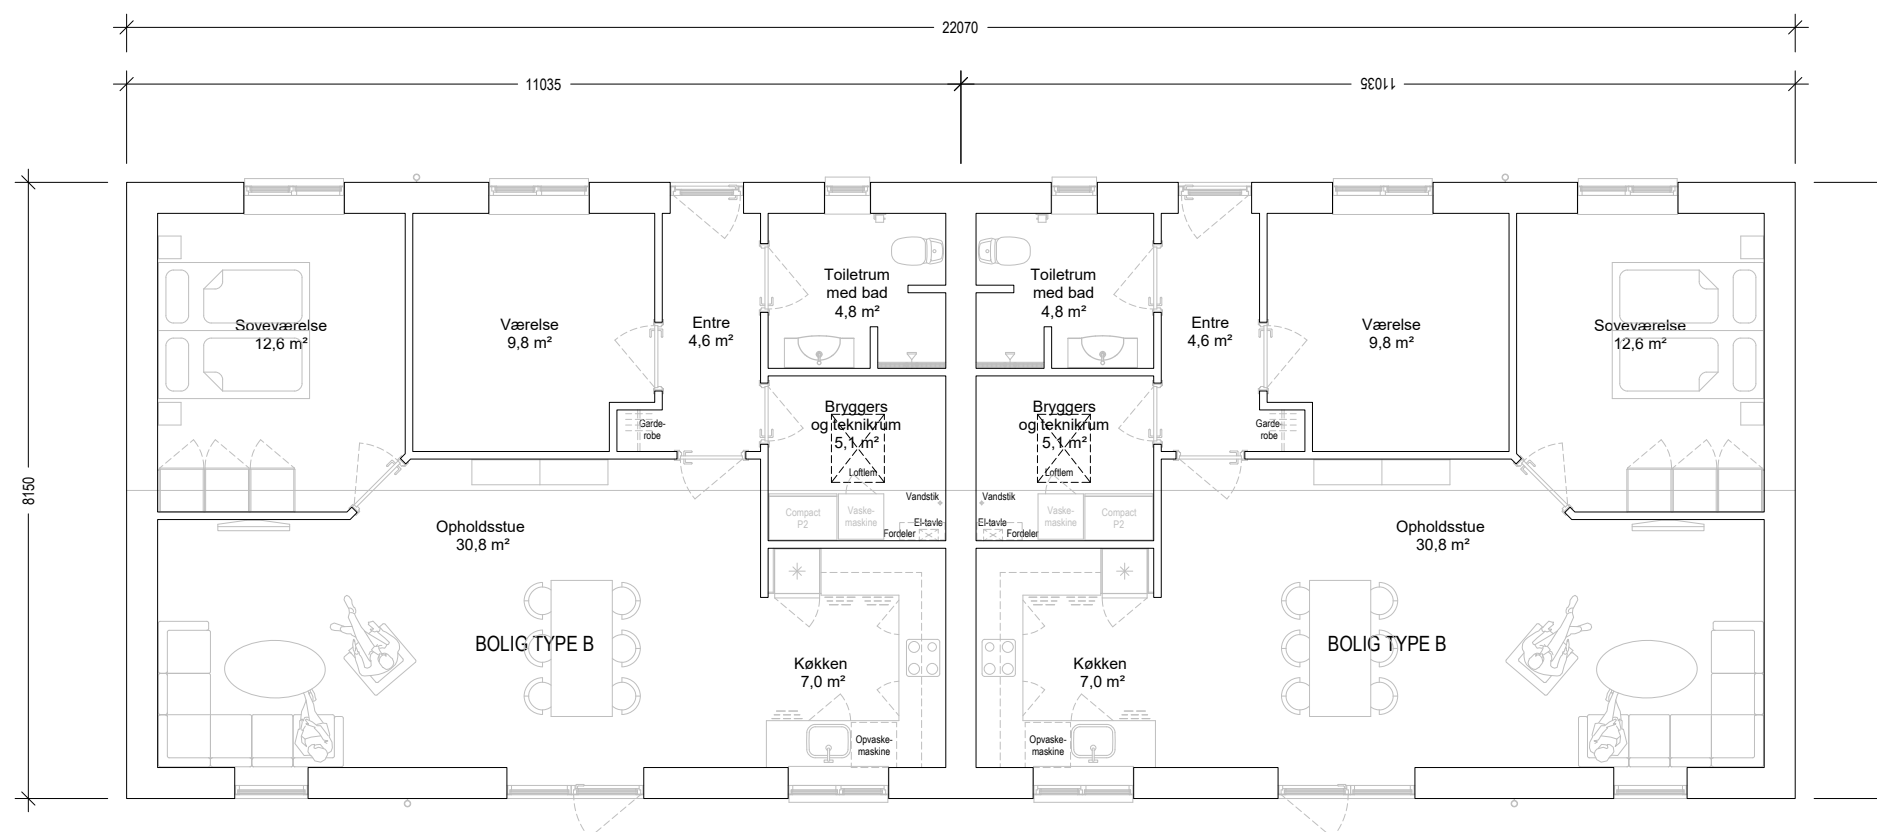 22070
11035
11035
8150
Soveværelse
12,6 m²
Værelse
9,8 m²
Entre
4,6 m²
Toiletrum
med bad
4,8 m²
Toiletrum
med bad
4,8 m²
Entre
4,6 m²
Værelse
9,8 m²
Soveværelse
12,6 m²
Garde-
robe
Bryggers
og teknikrum
5,1 m²
Loftlem
Vandstik
El-tavle
Fordeler
Compact
P2
Vaske-
maskine
Bryggers
og teknikrum
5,1 m²
Loftlem
Vandstik
El-tavle
Fordeler
Vaske-
maskine
Compact
P2
Garde-
robe
Opholdsstue
30,8 m²
Opholdsstue
30,8 m²
BOLIG TYPE B
Køkken
7,0 m²
Køkken
7,0 m²
BOLIG TYPE B
Opvaske-
maskine
Opvaske-
maskine